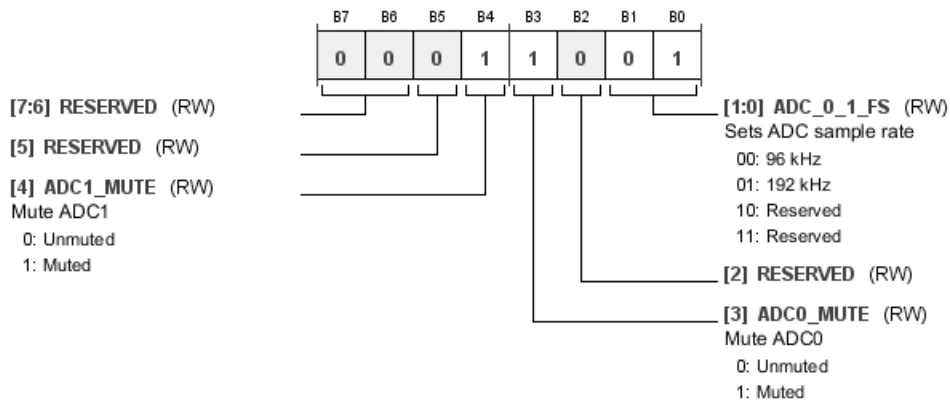 B7 B6 B5 B4 B3 B2 B1 B0
0 0 0 1 1 0 0 1
[7:6] RESERVED (RW)
[5] RESERVED (RW)
[4] ADC1_MUTE (RW)
Mute ADC1
0: Unmuted
1: Muted
[1:0] ADC_0_1_FS (RW)
Sets ADC sample rate
00: 96 kHz
01: 192 kHz
10: Reserved
11: Reserved
[2] RESERVED (RW)
[3] ADC0_MUTE (RW)
Mute ADC0
0: Unmuted
1: Muted